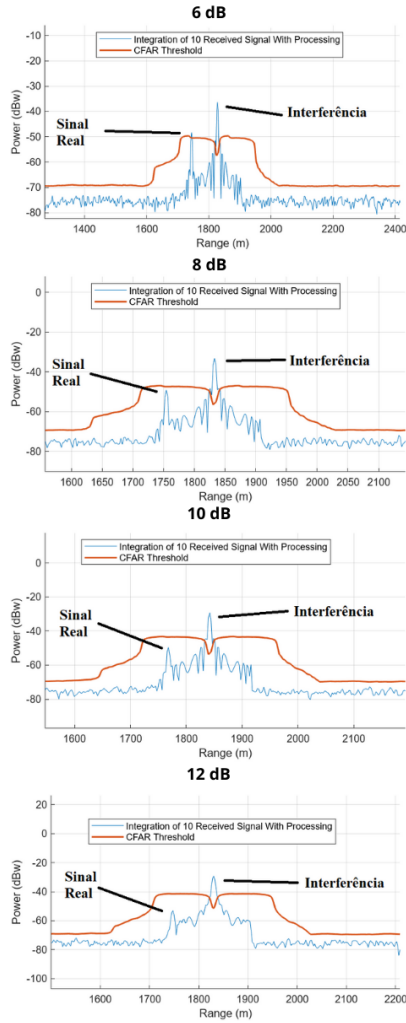 6 dB
-10
-20
-30
-40
-50
-60
-70
-80
Power (dBw)
Integration of 10 Received Signal With Processing
CFAR Threshold
Sinal
Real
Interferência
1400
1600
1800
2000
2200
2400
Range (m)
8 dB
0
-20
-40
-60
-80
Power (dBw)
Integration of 10 Received Signal With Processing
CFAR Threshold
Sinal
Real
Interferência
1600
1650
1700
1750
1800
1850
1900
1950
2000
2050
2100
Range (m)
10 dB
0
-20
-40
-60
-80
Power (dBw)
Integration of 10 Received Signal With Processing
CFAR Threshold
Sinal
Real
Interferência
1600
1700
1800
1900
2000
2100
Range (m)
12 dB
20
0
-20
-40
-60
-80
-100
Power (dBw)
Integration of 10 Received Signal With Processing
CFAR Threshold
Sinal
Real
Interferência
1600
1700
1800
1900
2000
2100
2200
Range (m)